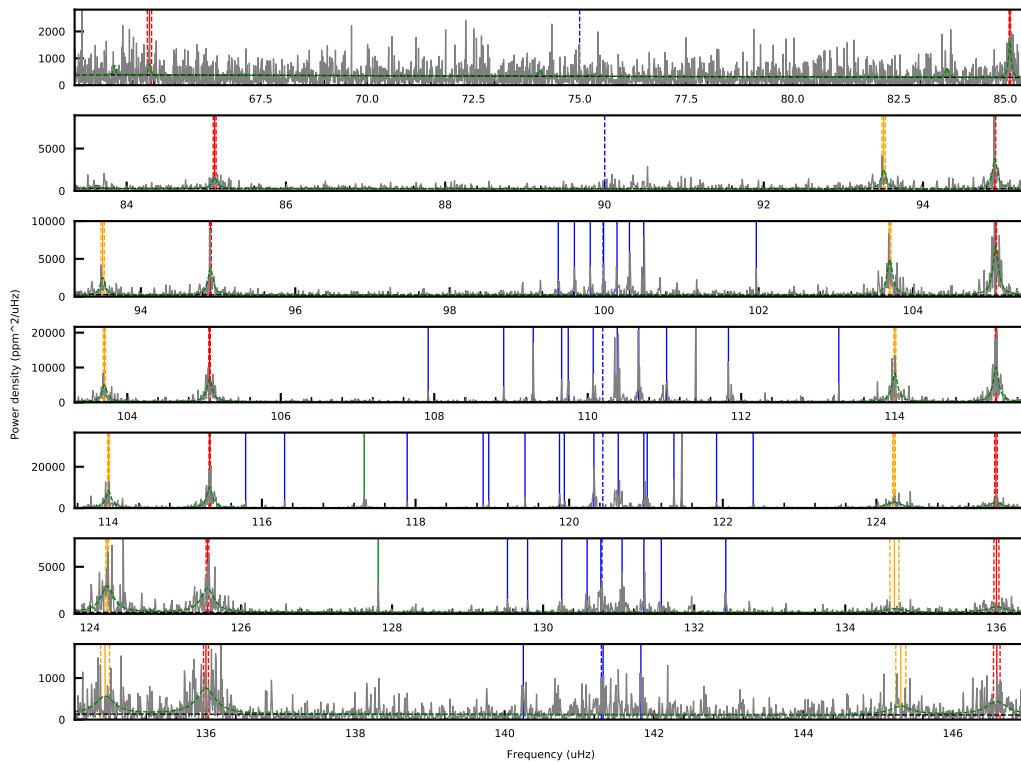 2000
1000
0
65.0 67.5 70.0 72.5 75.0 77.5 80.0 82.5 85.0
5000
0
84 86 88 90 92 94
10000
5000
0
94 96 98 100 102 104
20000
10000
0
104 106 108 110 112 114
Power density (ppm^2/uHz)
20000
0
114 116 118 120 122 124
5000
0
124 126 128 130 132 134 136
1000
0
136 138 140 142 144 146
Frequency (uHz)